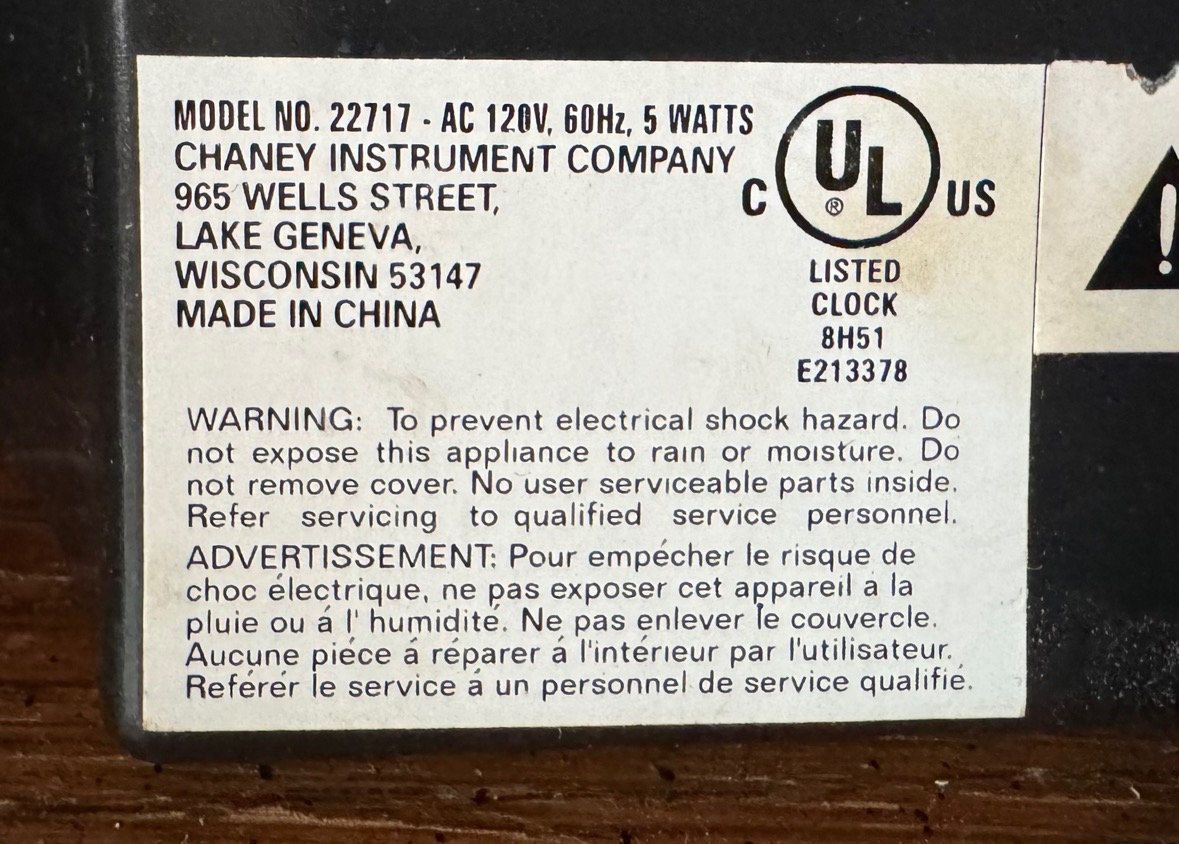 MODEL NO. 22717 - AC 120V, 60Hz, 5 WATTS
CHANEY INSTRUMENT COMPANY
965 WELLS STREET,
LAKE GENEVA,
WISCONSIN 53147
MADE IN CHINA
C UL ® US
LISTED
CLOCK
8H51
E213378
WARNING: To prevent electrical shock hazard. Do
not expose this appliance to rain or moisture. Do
not remove cover. No user serviceable parts inside.
Refer servicing to qualified service personnel.
ADVERTISSEMENT: Pour empécher le risque de
choc électrique, ne pas exposer cet appareil a la
pluie ou á l' humidité. Ne pas enlever le couvercle.
Aucune piéce á réparer á l'intérieur par l'utilisateur.
Reférér le service á un personnel de service qualifié.
!